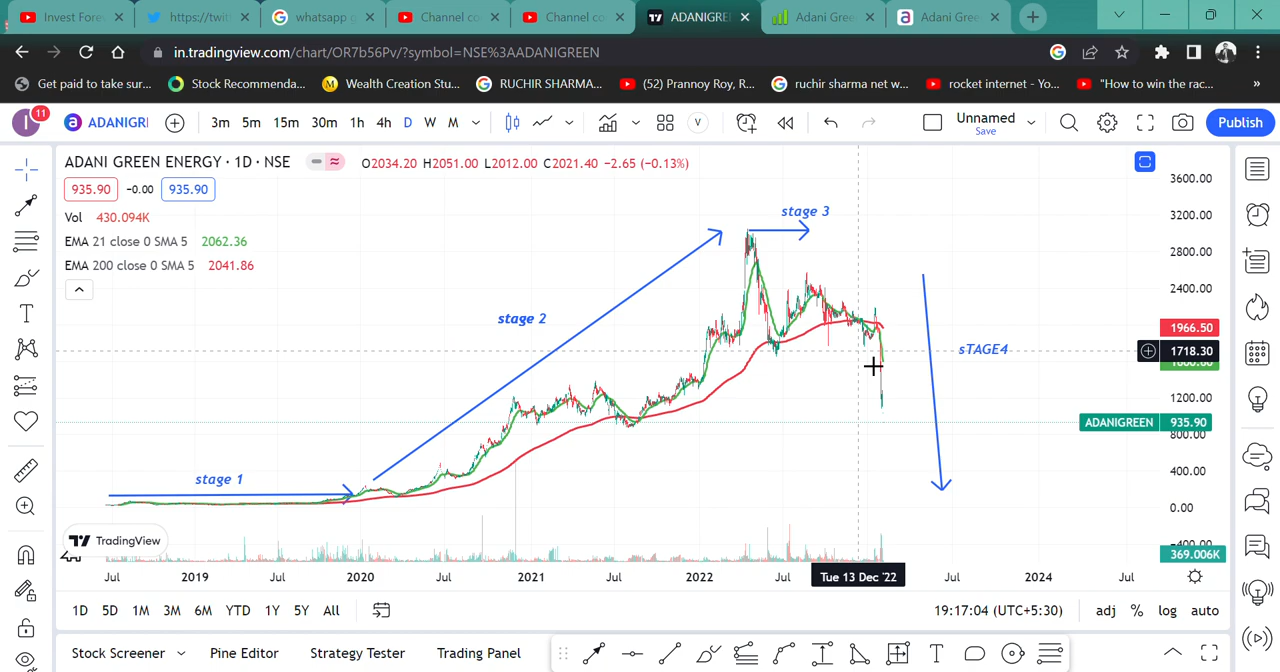 Invest Fore
https://twit
whatsapp g
Channel co
Channel co
ADANIGRE
Adani Gree
Adani Gree
in.tradingview.com/chart/OR7b56Pv/?symbol=NSE%3AADANIGREEN
Get paid to take sur... Stock Recommenda... Wealth Creation Stu... RUCHIR SHARMA... (52) Prannoy Roy, R... ruchir sharma net w... rocket internet - Yo... "How to win the rac... »
I 11 ADANIGRI 3m 5m 15m 30m 1h 4h D W M V Unnamed Publish
Save
ADANI GREEN ENERGY · 1D · NSE O2034.20 H2051.00 L2012.00 C2021.40 −2.65 (−0.13%)
935.90 -0.00 935.90
Vol 430.094K
EMA 21 close 0 SMA 5 2062.36
EMA 200 close 0 SMA 5 2041.86
stage 3
stage 2
sTAGE4
stage 1
3600.00
3200.00
2800.00
2400.00
1966.50
1718.30
1200.00
ADANIGREEN 935.90
800.00
400.00
0.00
369.006K
TradingView
Jul 2019 Jul 2020 Jul 2021 Jul 2022 Jul Tue 13 Dec '22 Jul 2024 Jul
1D 5D 1M 3M 6M YTD 1Y 5Y All 19:17:04 (UTC+5:30) adj % log auto
Stock Screener Pine Editor Strategy Tester Trading Panel